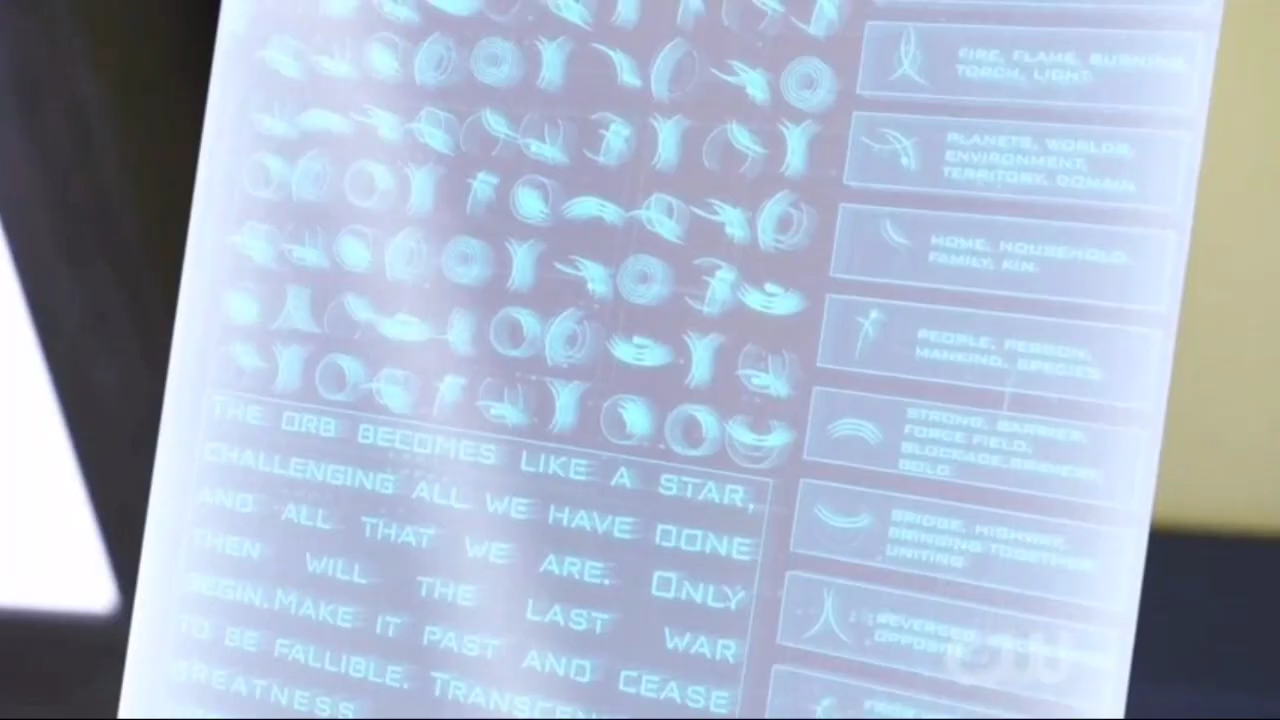 FIRE, FLAME, BURNING,
TORCH, LIGHT.
PLANETS, WORLDS,
ENVIRONMENT,
TERRITORY, DOMAIN.
HOME, HOUSEHOLD,
FAMILY, KIN.
PEOPLE, PERSON,
MANKIND, SPECIES.
STRONG, BARRIER,
FORCE FIELD,
BLOCKADE,
BOLD
BRIDGE, HIGHWAY,
BRINGING TOGETHER
UNITING
REVERSED
OPPOSITE
THE ORB BECOMES LIKE A STAR,
CHALLENGING ALL WE HAVE DONE
AND ALL THAT WE ARE. ONLY
THEN WILL THE LAST WAR
BEGIN. MAKE IT PAST AND CEASE
TO BE FALLIBLE. TRANSCEN
GREATNESS
CW